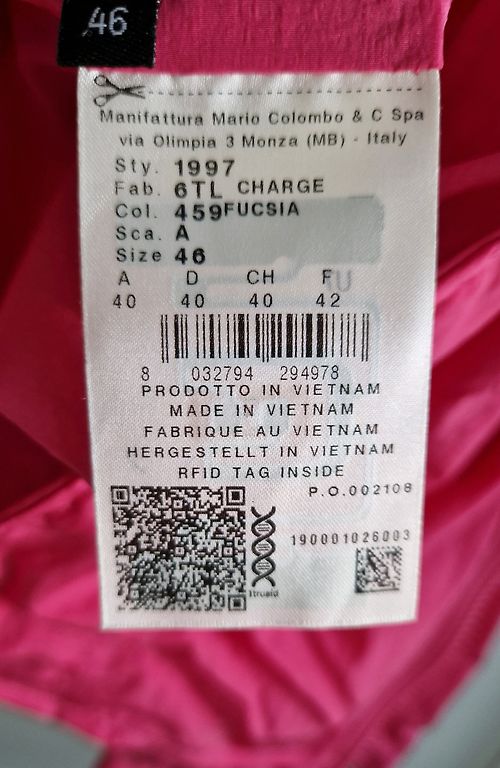 46
Manifattura Mario Colombo & C Spa
via Olimpia 3 Monza (MB) - Italy
Sty. 1997
Fab. 6TL CHARGE
Col. 459FUCSIA
Sca. A
Size 46
A D CH F
40 40 40 42
8 032794 294978
PRODOTTO IN VIETNAM
MADE IN VIETNAM
FABRIQUE AU VIETNAM
HERGESTELLT IN VIETNAM
RFID TAG INSIDE
P.O.002108
190001026003
1trueid